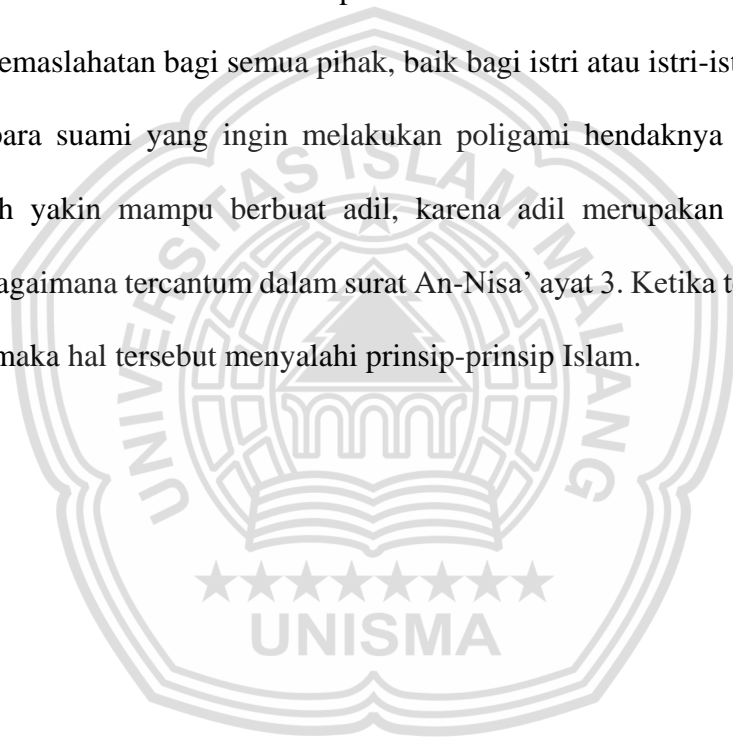 emaslahatan bagi semua pihak, baik bagi istri atau istri-ist
para suami yang ingin melakukan poligami hendaknya
h yakin mampu berbuat adil, karena adil merupakan
agaimana tercantum dalam surat An-Nisa’ ayat 3. Ketika t
maka hal tersebut menyalahi prinsip-prinsip Islam.
UNIVERSITAS ISLAM MALANG
UNISMA